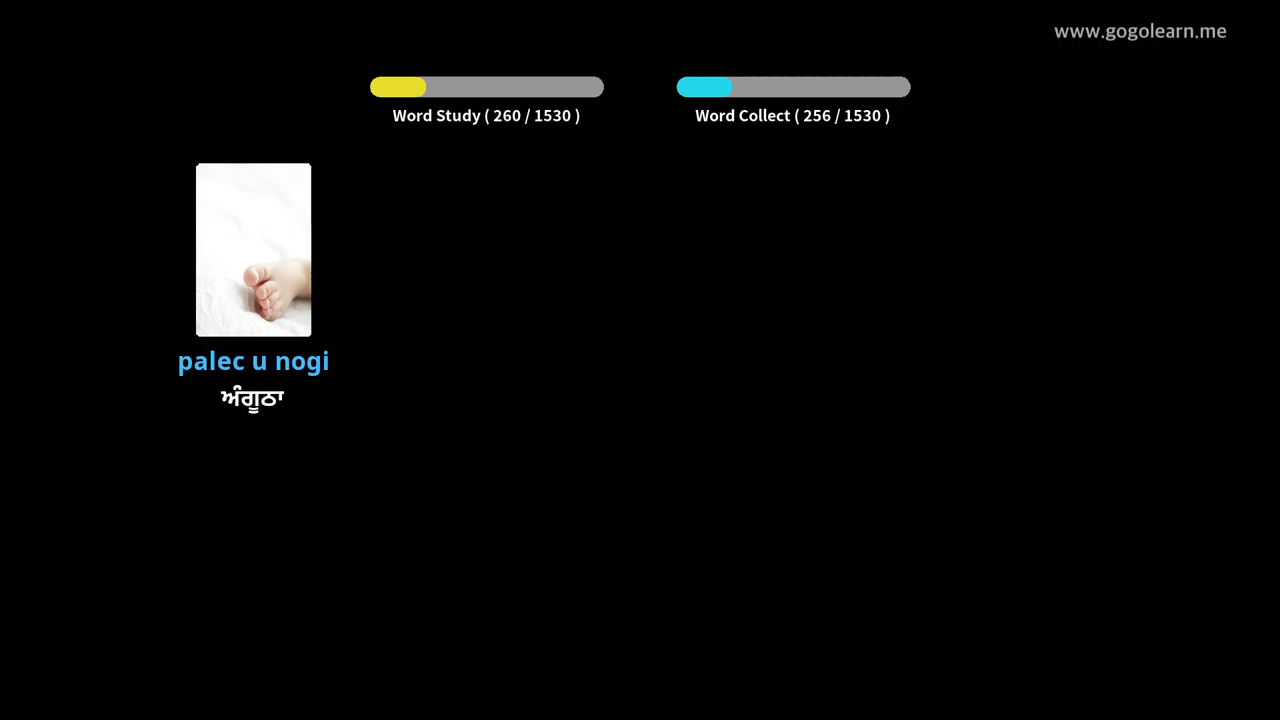 www.gogolearn.me
Word Study ( 260 / 1530 )
Word Collect ( 256 / 1530 )
palec u nogi
ਅੰਗੂਠਾ